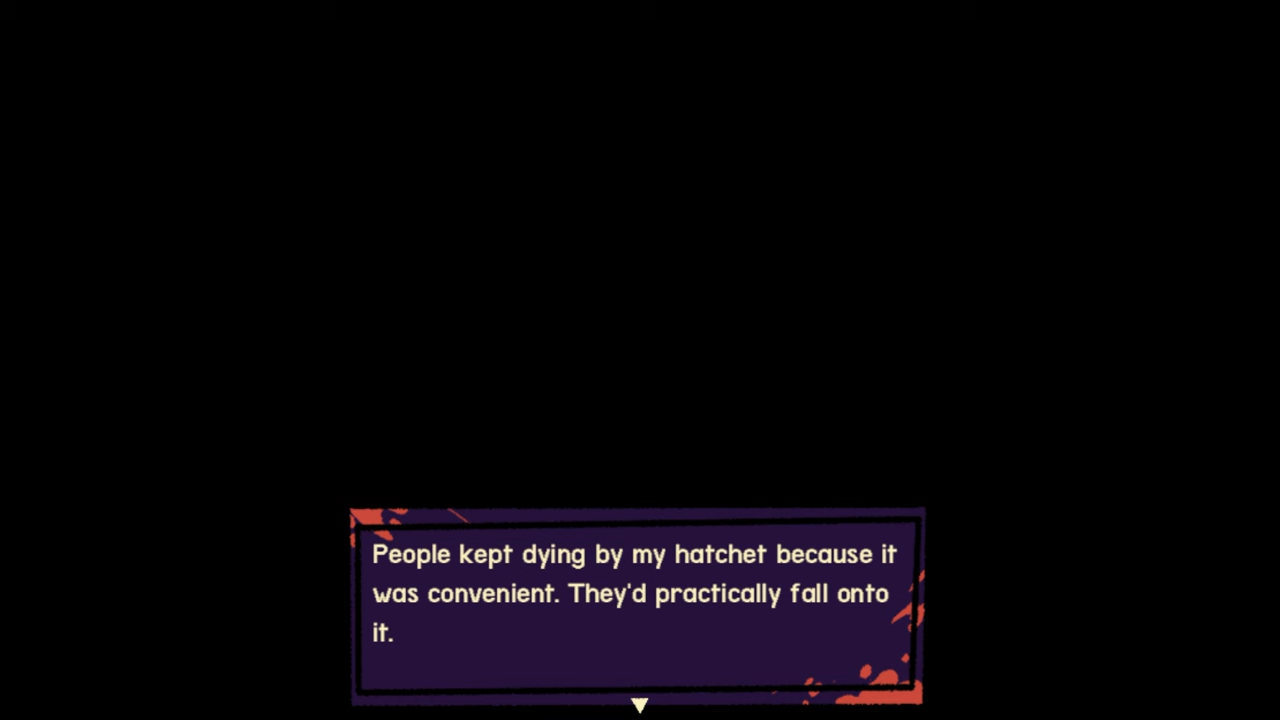 People kept dying by my hatchet because it
was convenient. They'd practically fall onto
it.